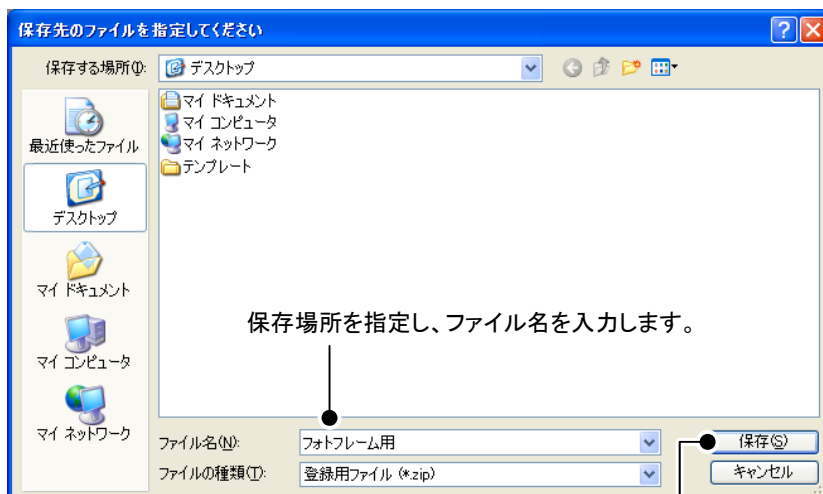 保存先のファイルを指定してください
保存する場所(I):
デスクトップ
最近使ったファイル
デスクトップ
マイ ドキュメント
マイ コンピュータ
マイ ネットワーク
マイ ドキュメント
マイ コンピュータ
マイ ネットワーク
テンプレート
保存場所を指定し、ファイル名を入力します。
ファイル名(N):
フォトフレーム用
保存(S)
ファイルの種類(T):
登録用ファイル (*.zip)
キャンセル